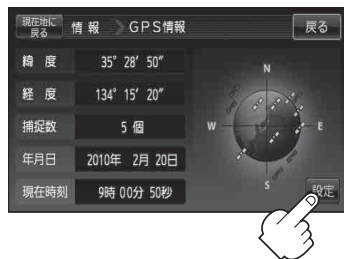 現在地に
戻る
情報 GPS情報
戻る
緯度 35° 28′ 50″
経度 134° 15′ 20″
捕捉数 5個
年月日 2010年 2月 20日
現在時刻 9時 00分 50秒
N
W
E
S
設定